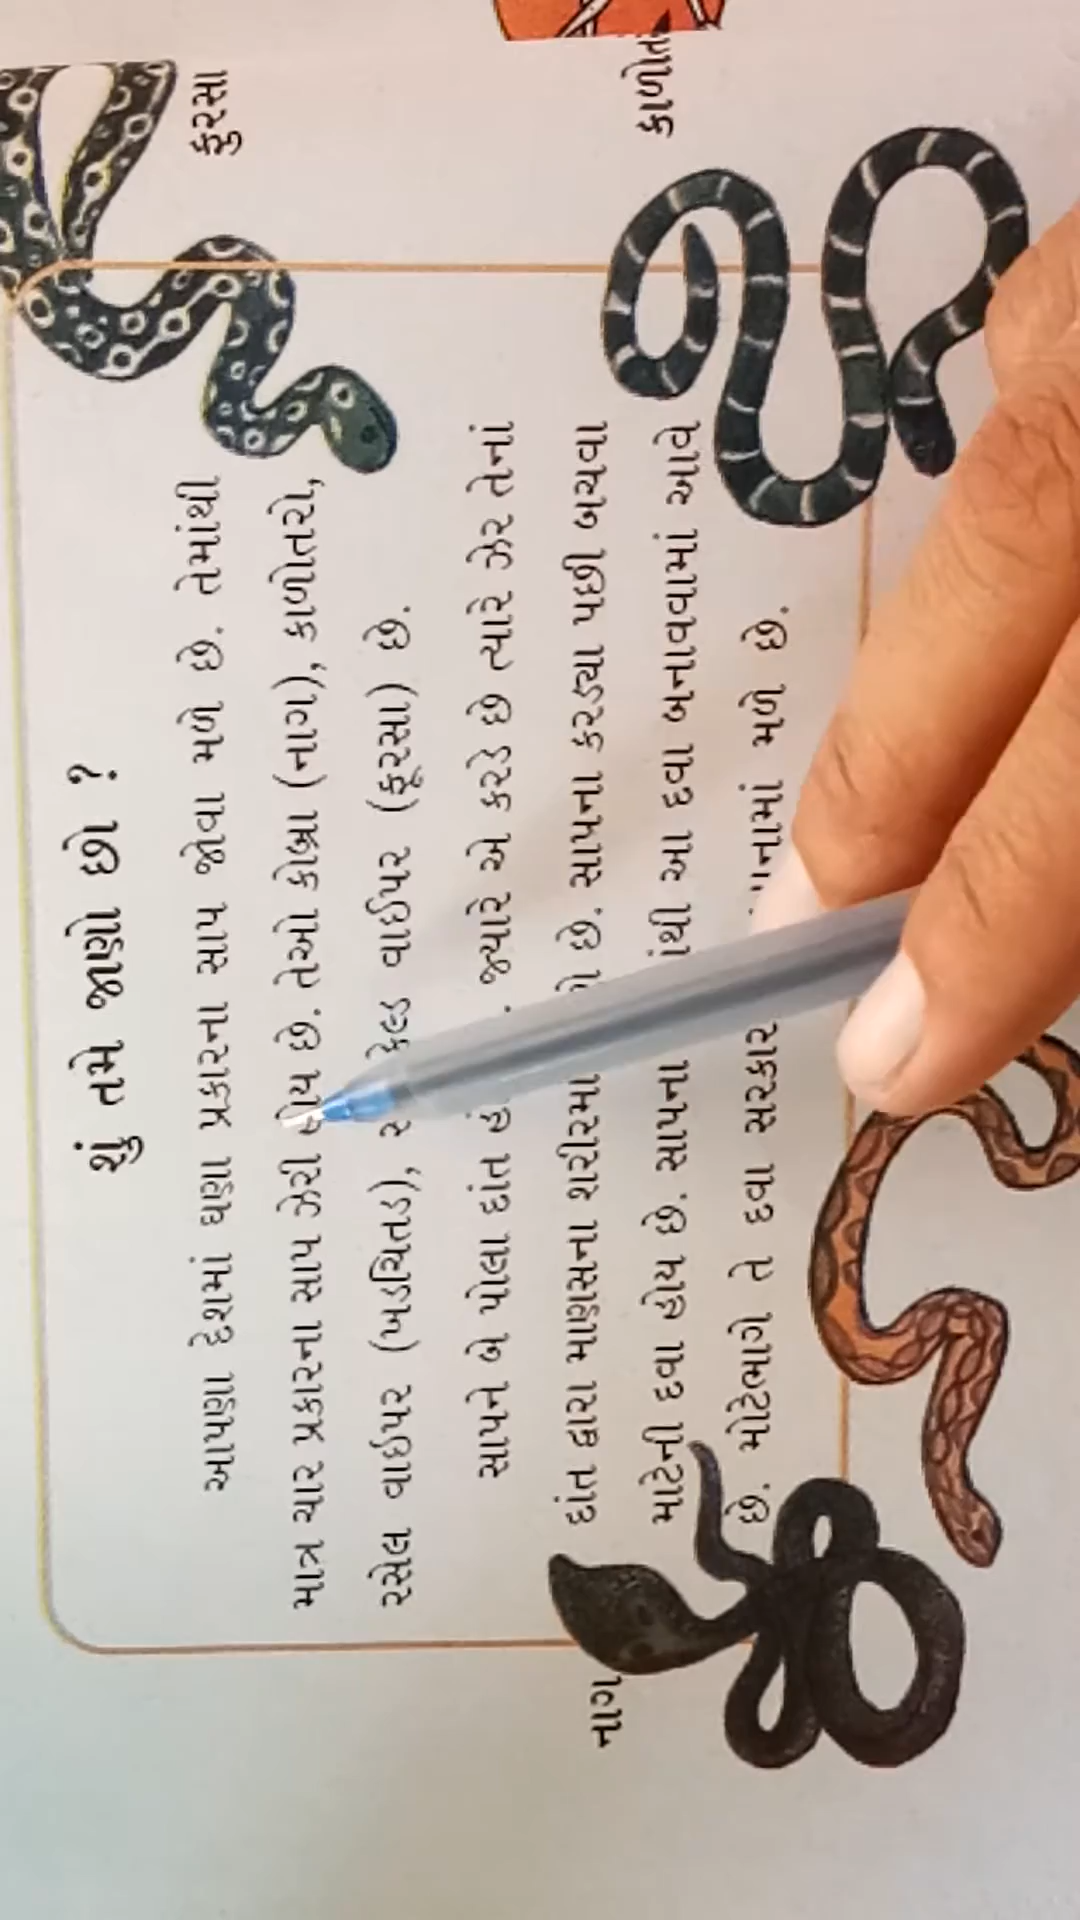 શું તમે જાણો છો ?
આપણા દેશમાં ઘણા પ્રકારના સાપ જોવા મળે છે. તેમાંથી
માત્ર ચાર પ્રકારના સાપ ઝેરી હોય છે. તેઓ કોબ્રા (નાગ), કાળોતરો,
રસેલ વાઈપર (ખડચિતડ), સ્કેલ્ડ વાઈપર (ફૂરસા) છે.
સાપને બે પોલા દાંત જ્યારે એ કરડે છે ત્યારે ઝેર તેનાં
દાંત દ્વારા માણસના શરીરમાં છે. સાપના કરડ્યા પછી બચવા
માટેની દવા હોય છે. સાપના આ દવા બનાવવામાં આવે
છે. મોટેભાગે તે દવા સરકાર મળે છે.
ફુરસા
કાળોત
નાગ